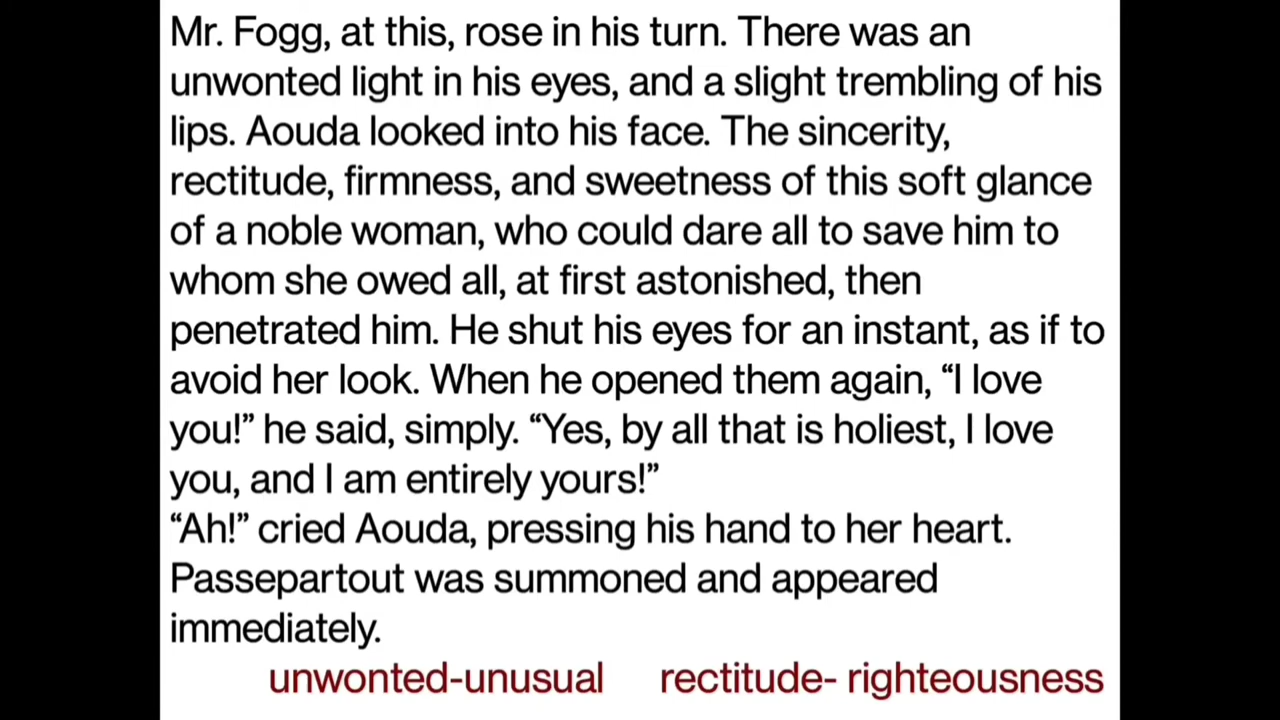 Mr. Fogg, at this, rose in his turn. There was an
unwonted light in his eyes, and a slight trembling of his
lips. Aouda looked into his face. The sincerity,
rectitude, firmness, and sweetness of this soft glance
of a noble woman, who could dare all to save him to
whom she owed all, at first astonished, then
penetrated him. He shut his eyes for an instant, as if to
avoid her look. When he opened them again, “I love
you!” he said, simply. “Yes, by all that is holiest, I love
you, and I am entirely yours!”
“Ah!” cried Aouda, pressing his hand to her heart.
Passepartout was summoned and appeared
immediately.
unwonted-unusual rectitude- righteousness